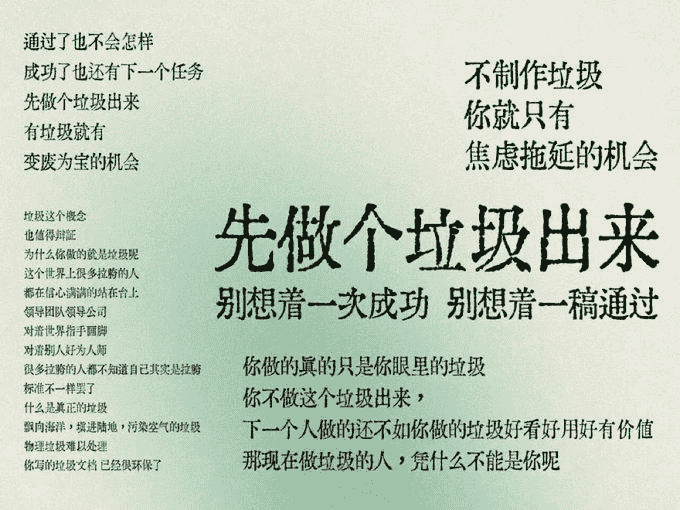 通过了也不会怎样
成功了也还有下一个任务
先做个垃圾出来
有垃圾就有
变废为宝的机会
不制作垃圾
你就只有
焦虑拖延的机会
先做个垃圾出来
别想着一次成功 别想着一稿通过
垃圾这个概念
也值得辩証
为什么你做的就是垃圾呢
这个世界上很多拉胯的人
都在信心满满的站在台上
领导团队领导公司
对着世界指手画脚
对着别人好为人师
很多拉胯的人都不知道自己其实是拉胯
标准不一样罢了
什么是真正的垃圾
飘向海洋，填进陆地，污染空气的垃圾
物理垃圾难以处理
你写的垃圾文档 已经很环保了
你做的真的只是你眼里的垃圾
你不做这个垃圾出来，
下一个人做的还不如你做的垃圾好看好用好有价值
那现在做垃圾的人，凭什么不能是你呢